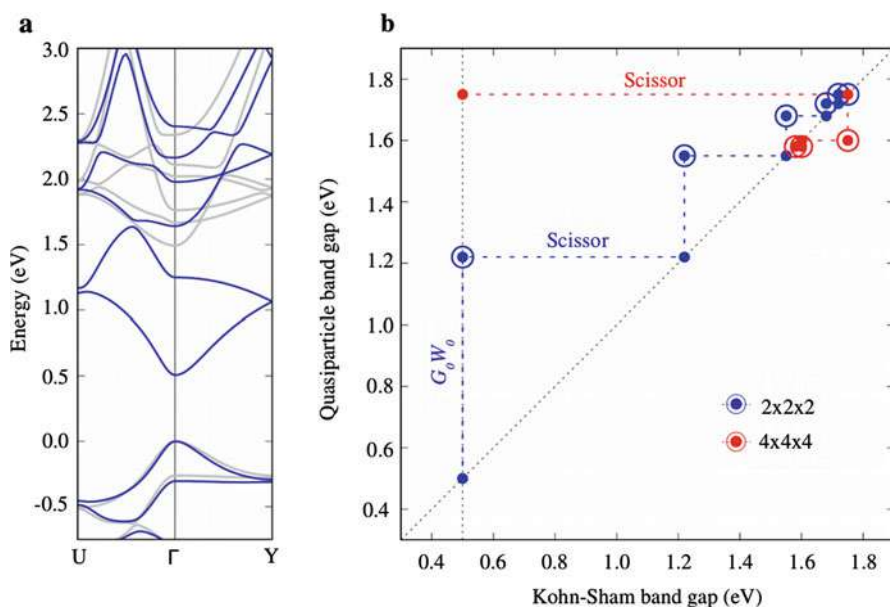 a
3.0
2.5
2.0
1.5
1.0
0.5
0.0
-0.5
Energy (eV)
U
Γ
Y
b
1.8
1.6
1.4
1.2
1.0
0.8
0.6
0.4
Quasiparticle band gap (eV)
Scissor
Scissor
GₒWₒ
2x2x2
4x4x4
0.4 0.6 0.8 1.0 1.2 1.4 1.6 1.8
Kohn-Sham band gap (eV)